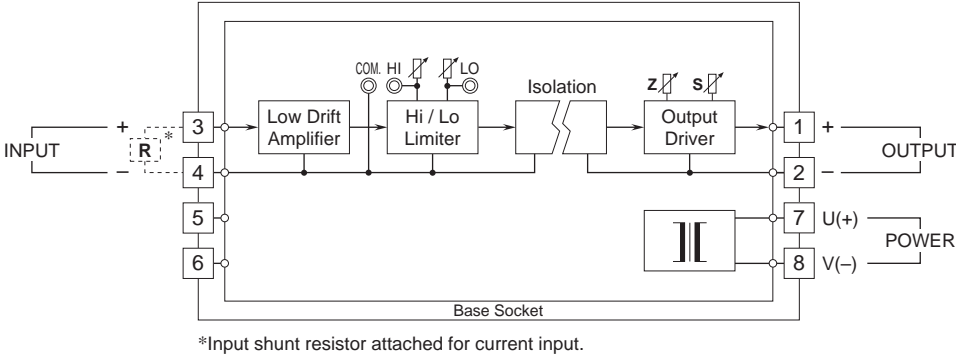 COM. HI LO
Isolation
Z S
Low Drift
Amplifier
Hi / Lo
Limiter
Output
Driver
INPUT
+
–
*
R
3
4
5
6
1
2
7
8
+
–
OUTPUT
U(+)
V(–)
POWER
Base Socket
*Input shunt resistor attached for current input.